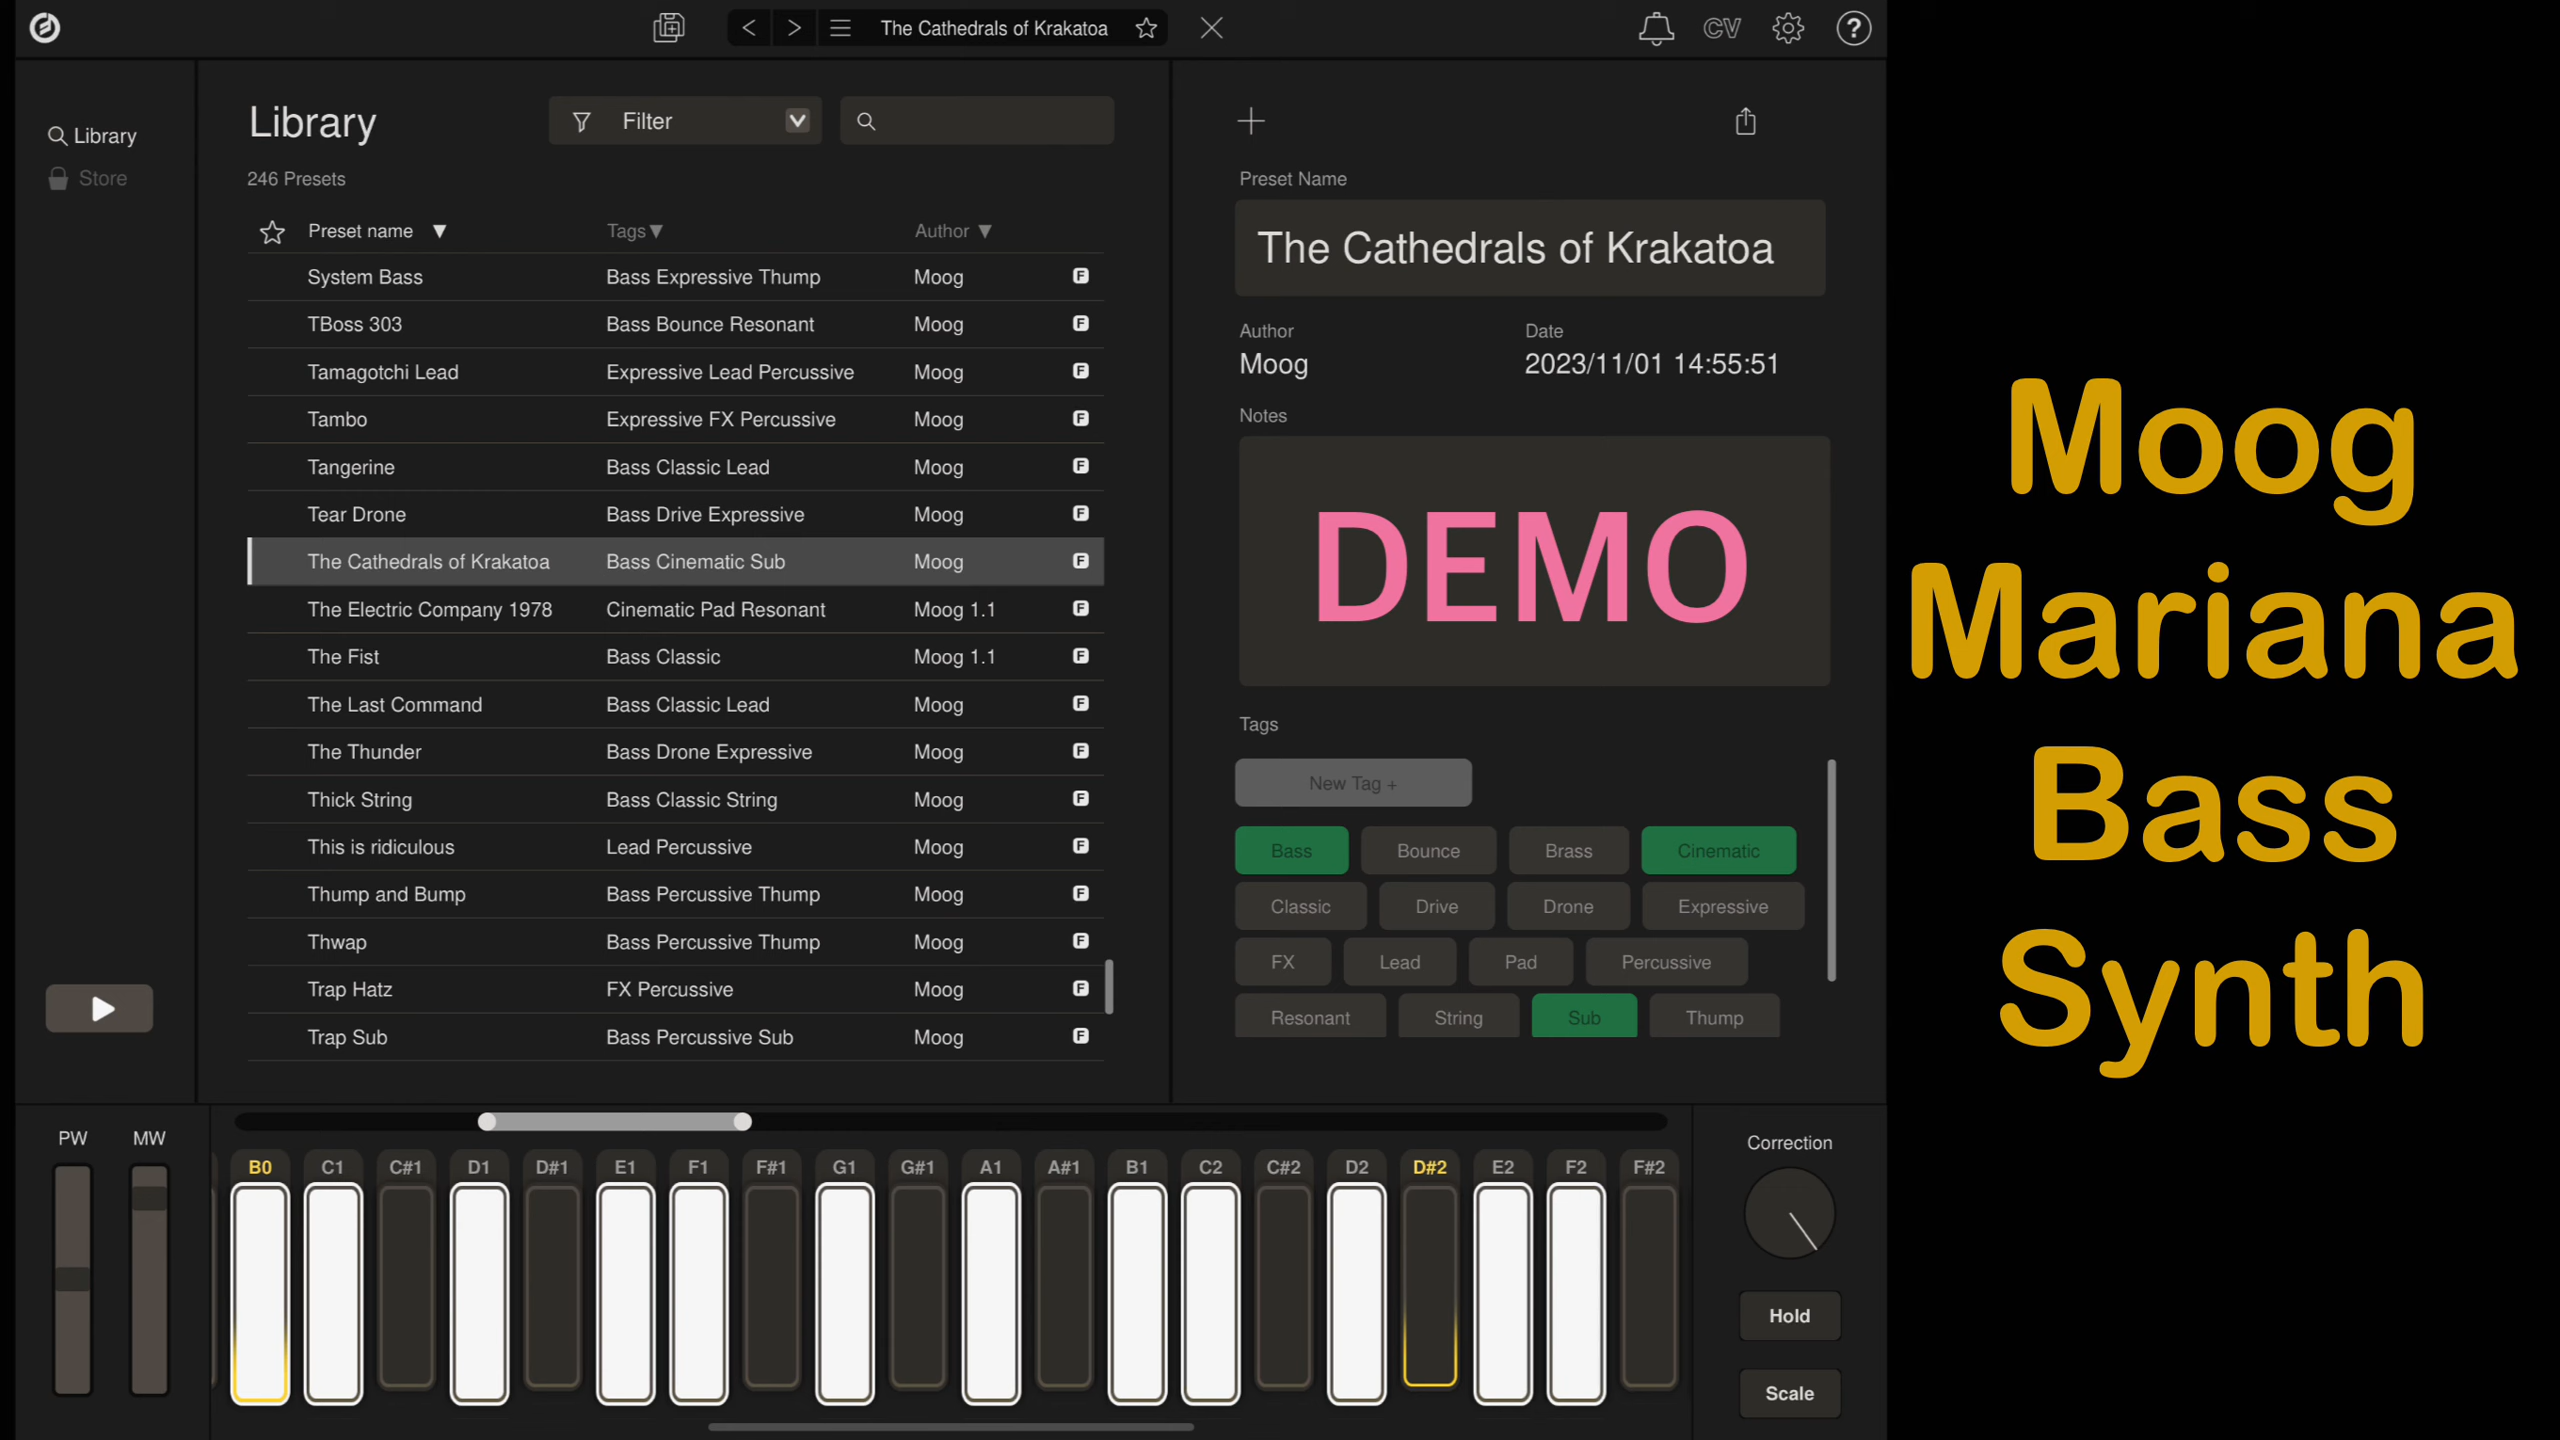 The Cathedrals of Krakatoa
CV
?
Library
Store
Library
Filter
246 Presets
Preset name ▼ Tags▼ Author ▼
System Bass Bass Expressive Thump Moog F
TBoss 303 Bass Bounce Resonant Moog F
Tamagotchi Lead Expressive Lead Percussive Moog F
Tambo Expressive FX Percussive Moog F
Tangerine Bass Classic Lead Moog F
Tear Drone Bass Drive Expressive Moog F
The Cathedrals of Krakatoa Bass Cinematic Sub Moog F
The Electric Company 1978 Cinematic Pad Resonant Moog 1.1 F
The Fist Bass Classic Moog 1.1 F
The Last Command Bass Classic Lead Moog F
The Thunder Bass Drone Expressive Moog F
Thick String Bass Classic String Moog F
This is ridiculous Lead Percussive Moog F
Thump and Bump Bass Percussive Thump Moog F
Thwap Bass Percussive Thump Moog F
Trap Hatz FX Percussive Moog F
Trap Sub Bass Percussive Sub Moog F
Preset Name
The Cathedrals of Krakatoa
Author Date
Moog 2023/11/01 14:55:51
Notes
DEMO
Tags
New Tag +
Bass Bounce Brass Cinematic
Classic Drive Drone Expressive
FX Lead Pad Percussive
Resonant String Sub Thump
Moog
Mariana
Bass
Synth
PW MW
B0 C1 C#1 D1 D#1 E1 F1 F#1 G1 G#1 A1 A#1 B1 C2 C#2 D2 D#2 E2 F2 F#2
Correction
Hold
Scale